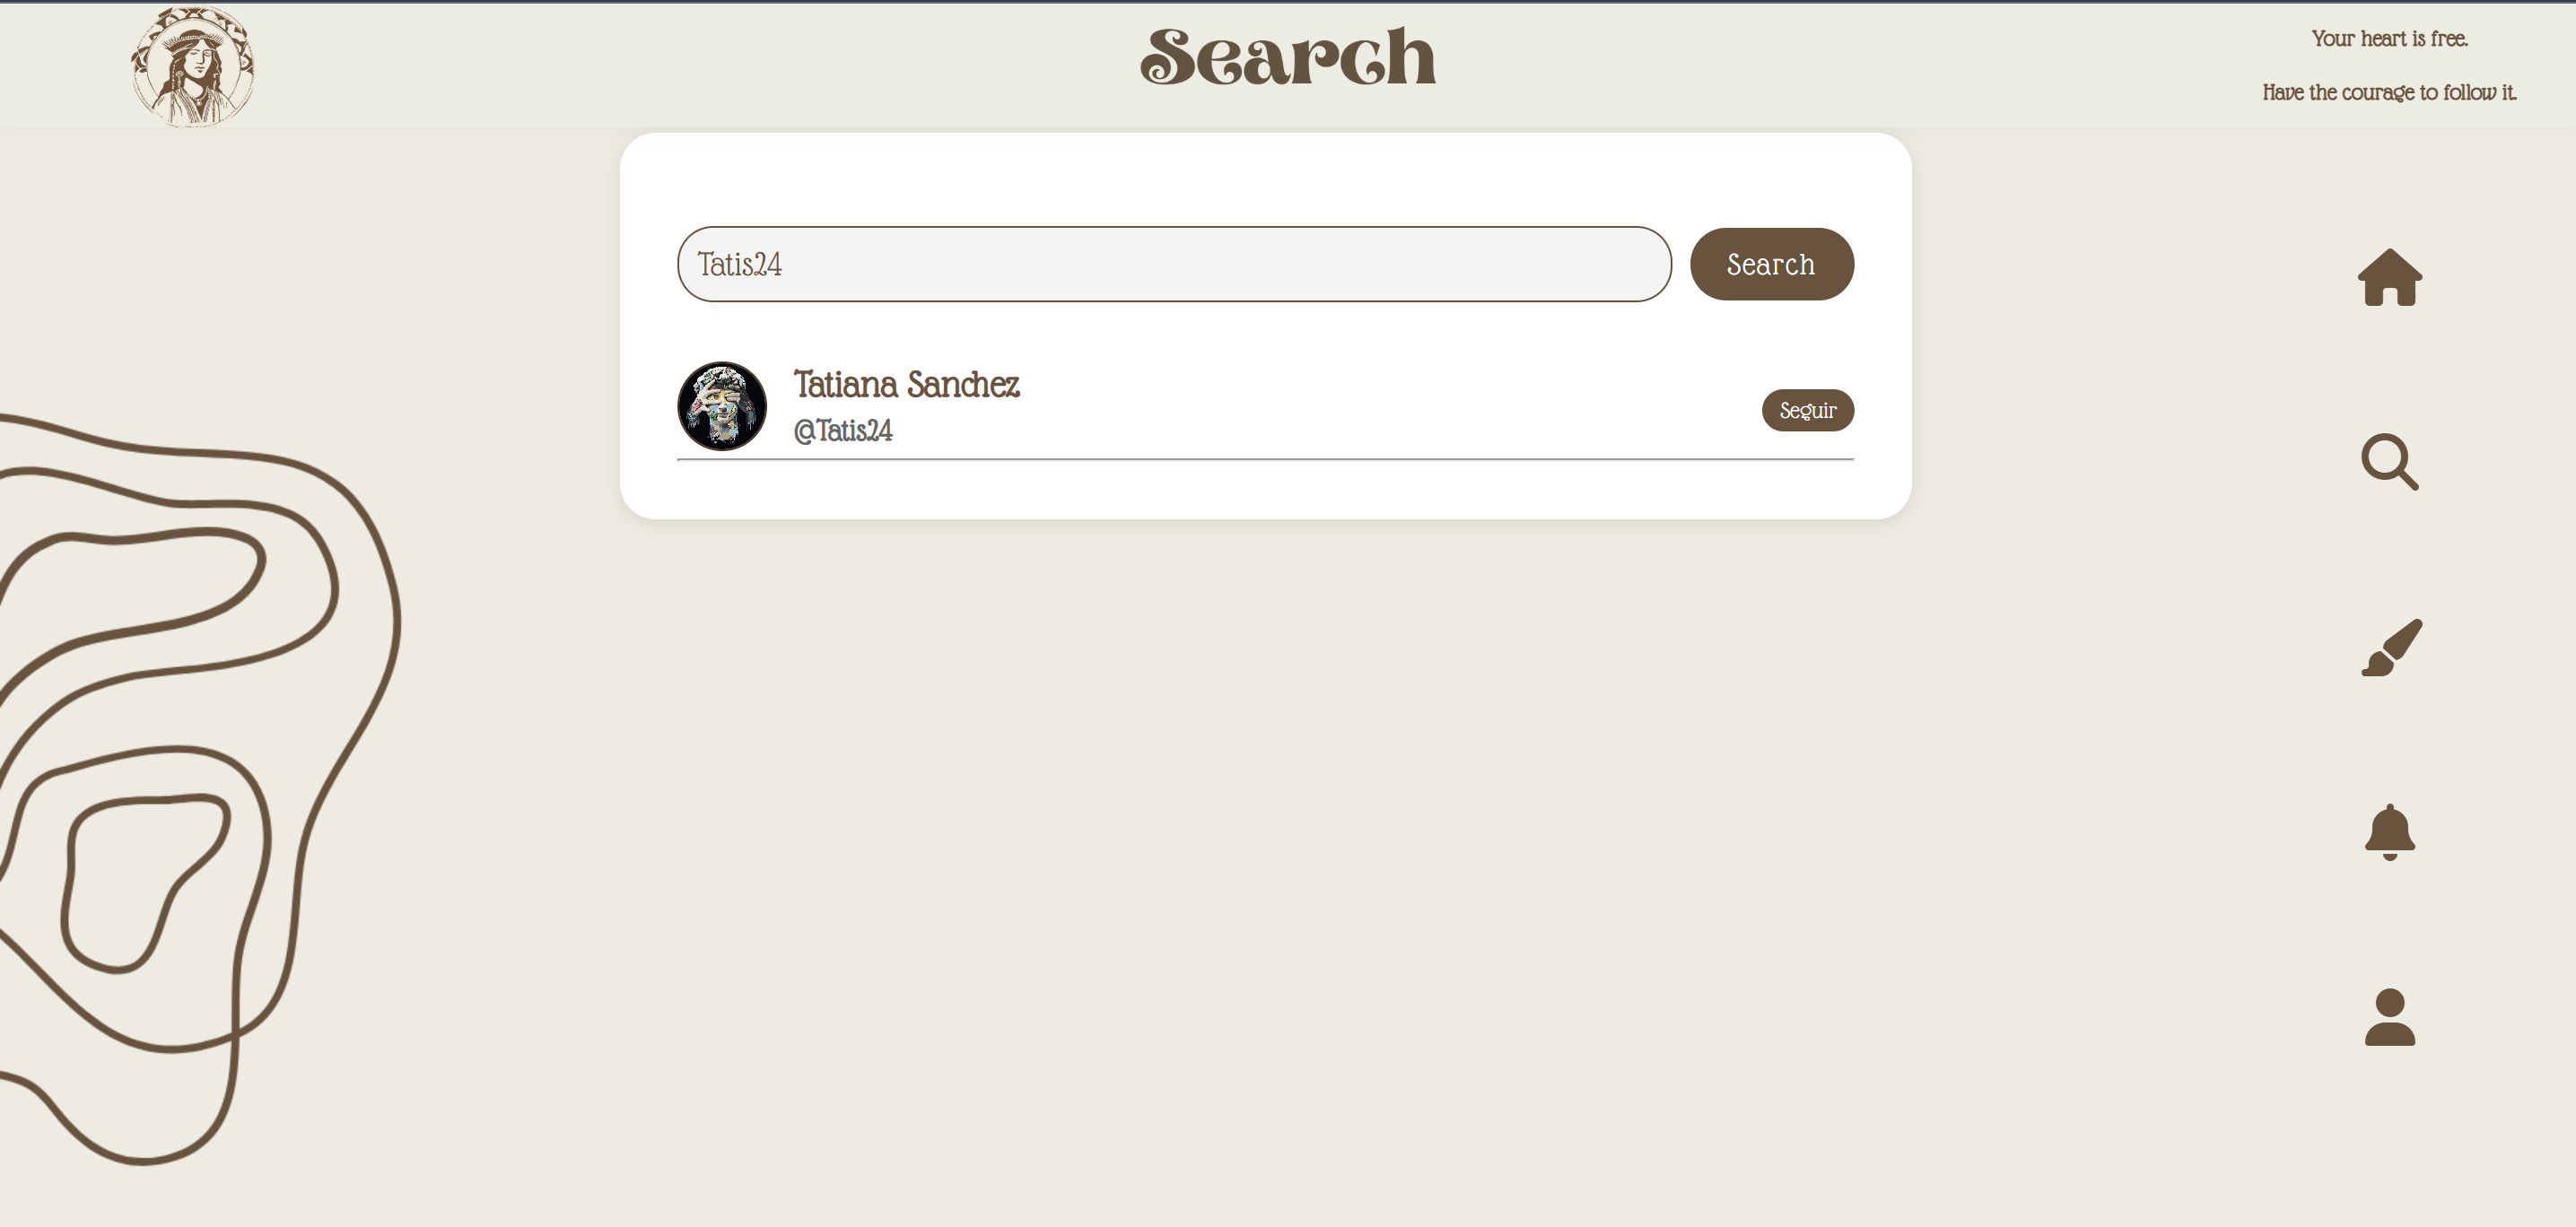 Search
Your heart is free.
Have the courage to follow it.
Tatis24
Search
Tatiana Sanchez
@Tatis24
Seguir